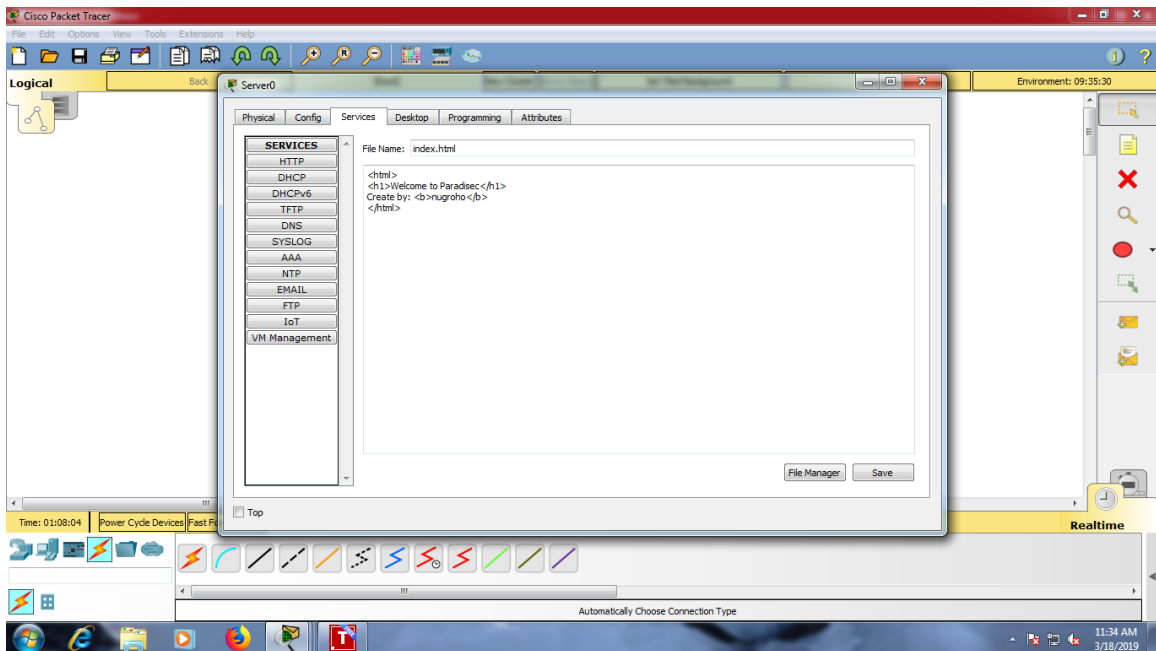 Cisco Packet Tracer
File Edit Options View Tools Extensions Help
Logical
Back
Environment: 09:35:30
Server0
Physical Config Services Desktop Programming Attributes
SERVICES
HTTP
DHCP
DHCPv6
TFTP
DNS
SYSLOG
AAA
NTP
EMAIL
FTP
IoT
VM Management
File Name: index.html
<html>
<h1>Welcome to Paradisec</h1>
Create by: <b>nugroho</b>
</html>
File Manager Save
Top
Time: 01:08:04 Power Cycle Devices Fast Fo
Realtime
Automatically Choose Connection Type
11:34 AM
3/18/2019